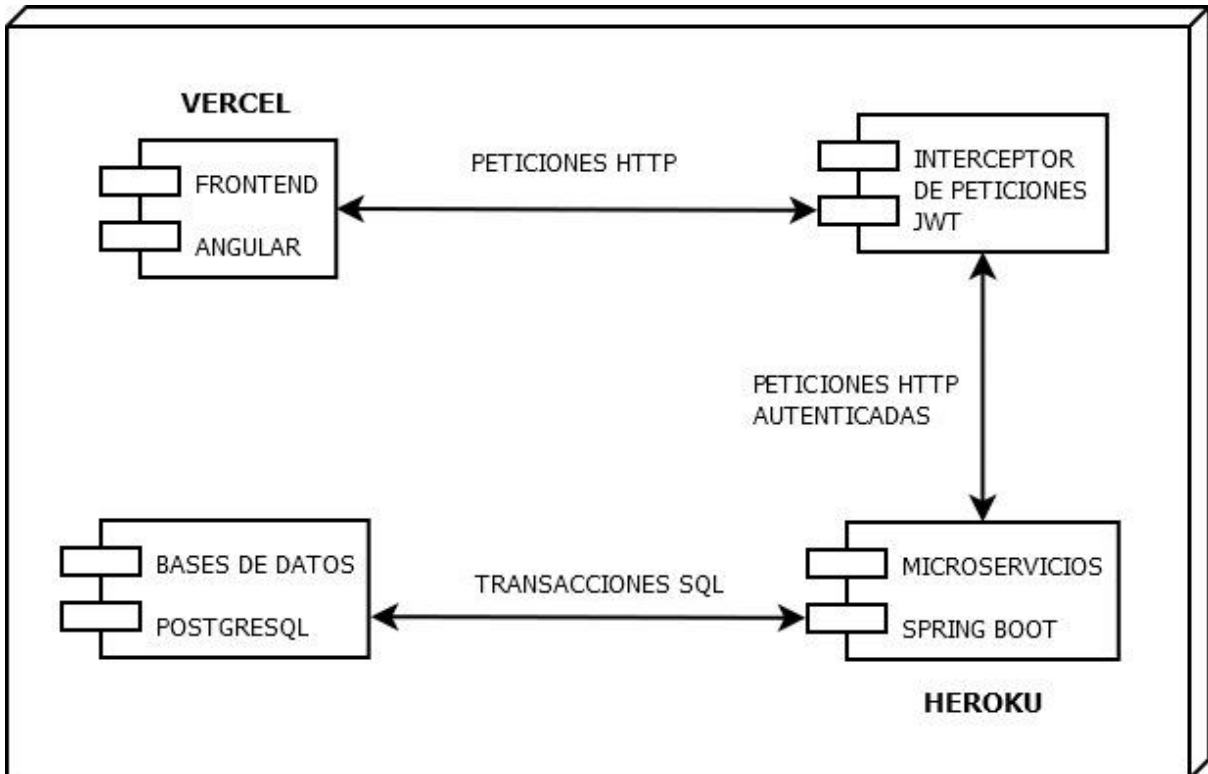 VERCEL
FRONTEND
ANGULAR
PETICIONES HTTP
INTERCEPTOR
DE PETICIONES
JWT
PETICIONES HTTP
AUTENTICADAS
BASES DE DATOS
POSTGRESQL
TRANSACCIONES SQL
MICROSERVICIOS
SPRING BOOT
HEROKU